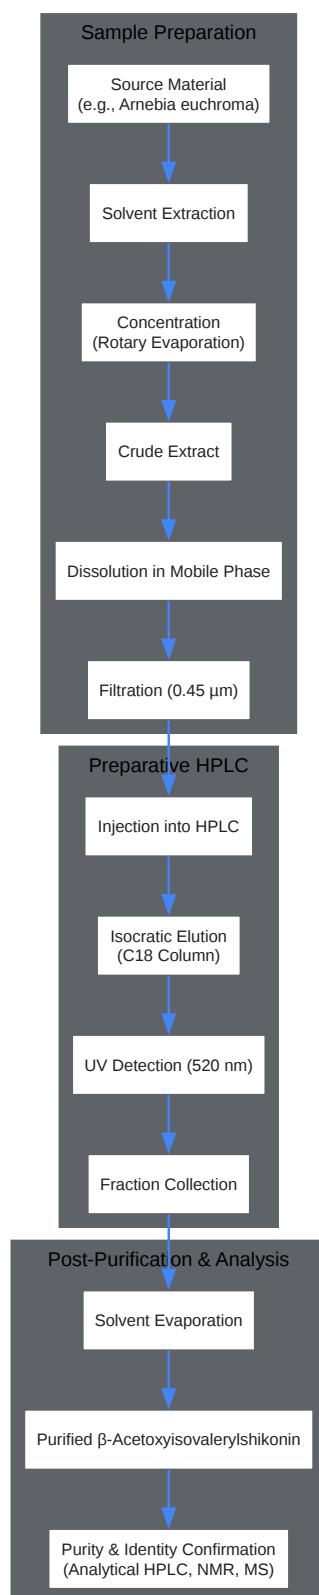 Sample Preparation
Source Material
(e.g., Arnebia euchroma)
Solvent Extraction
Concentration
(Rotary Evaporation)
Crude Extract
Dissolution in Mobile Phase
Filtration (0.45 µm)
Preparative HPLC
Injection into HPLC
Isocratic Elution
(C18 Column)
UV Detection (520 nm)
Fraction Collection
Post-Purification & Analysis
Solvent Evaporation
Purified β-Acetoxyisovalerylshikonin
Purity & Identity Confirmation
(Analytical HPLC, NMR, MS)